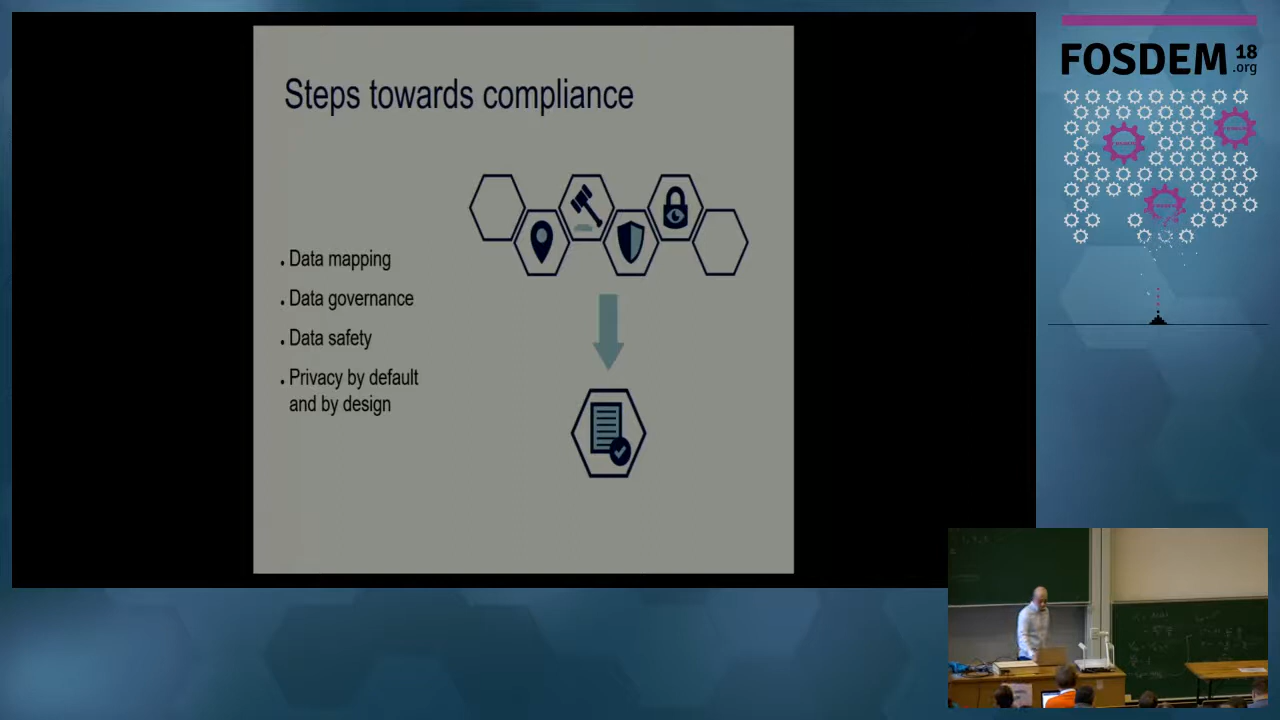 Steps towards compliance
. Data mapping
. Data governance
. Data safety
. Privacy by default
and by design
FOSDEM 18
.org